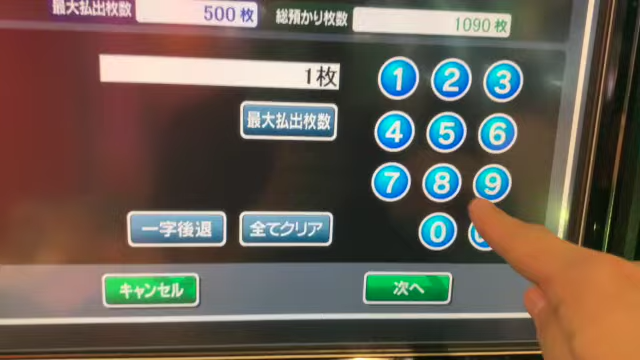 最大払出枚数 500枚 総預かり枚数 1090枚
1枚
1 2 3
最大払出枚数
4 5 6
7 8 9
一字後退 全てクリア 0
キャンセル 次へ